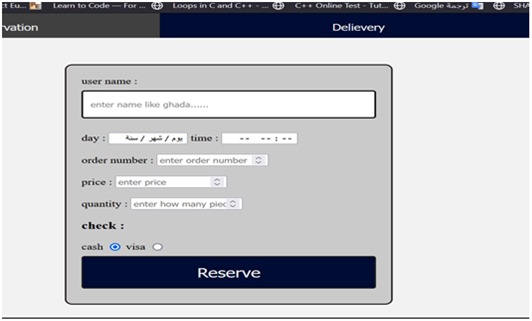 ct Eu... Learn to Code — For ... Loops in C and C++ - ... C++ Online Test - Tut... Google ترجمة SHA
rvation Delievery
user name :
enter name like ghada......
day : يوم / شهر / سنة time : -- -- : --
order number : enter order number
price : enter price
quantity : enter how many piec
check :
cash visa
Reserve